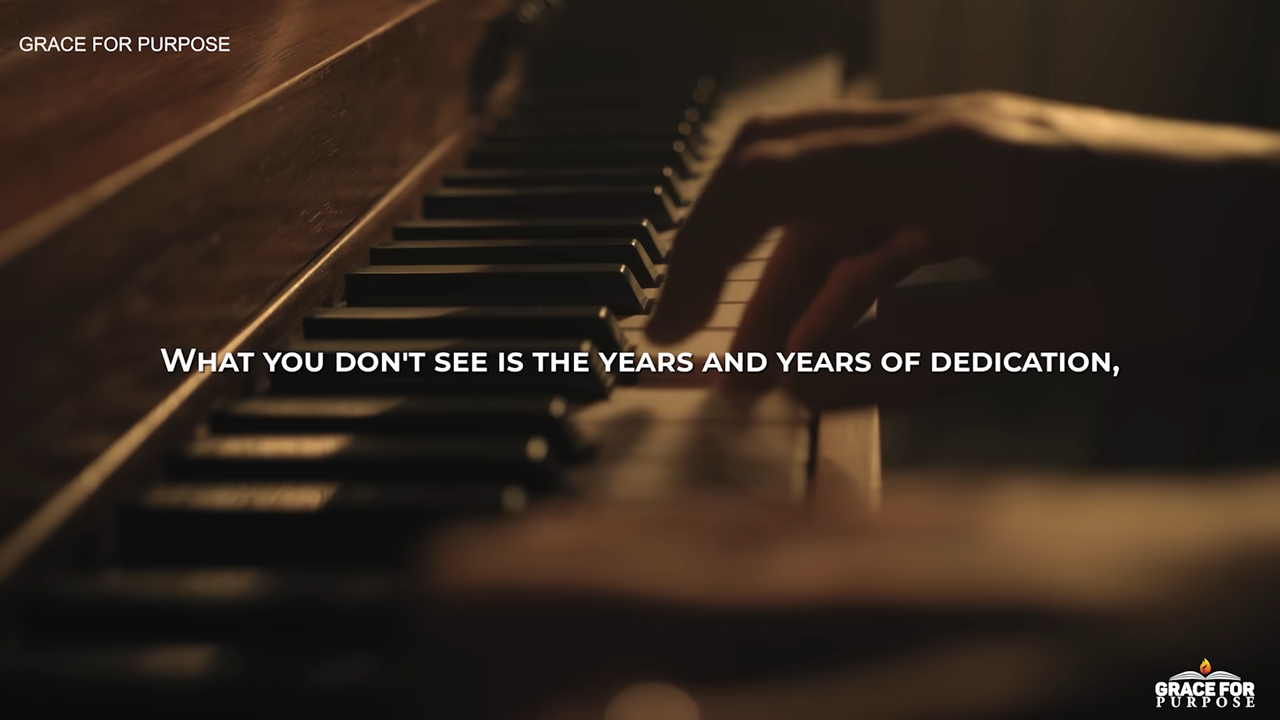 GRACE FOR PURPOSE
WHAT YOU DON'T SEE IS THE YEARS AND YEARS OF DEDICATION,
GRACE FOR
PURPOSE